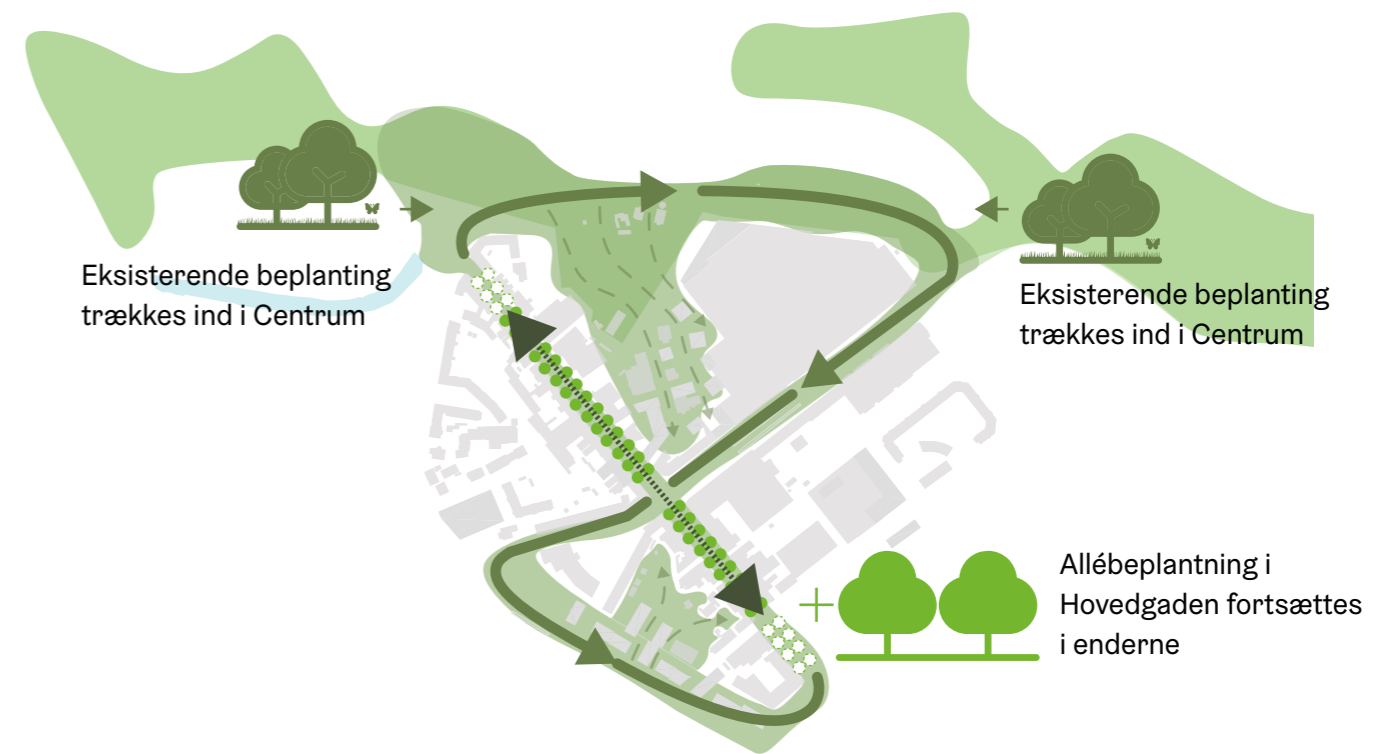 Eksisterende beplanting
trækkes ind i Centrum
Eksisterende beplanting
trækkes ind i Centrum
Allébeplantning i
Hovedgaden fortsættes
i enderne